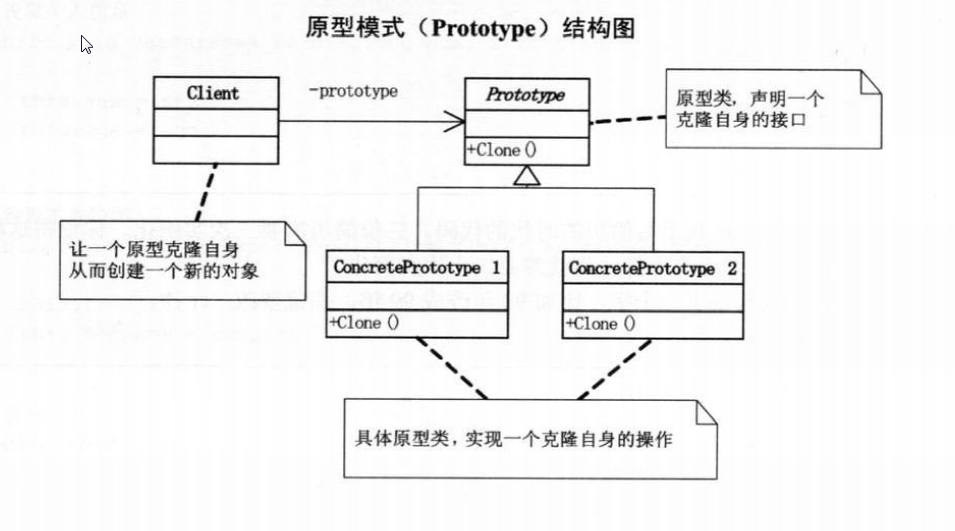 原型模式（Prototype）结构图
Client
-prototype
Prototype
+Clone()
原型类，声明一个
克隆自身的接口
让一个原型克隆自身
从而创建一个新的对象
ConcretePrototype 1
+Clone()
ConcretePrototype 2
+Clone()
具体原型类，实现一个克隆自身的操作